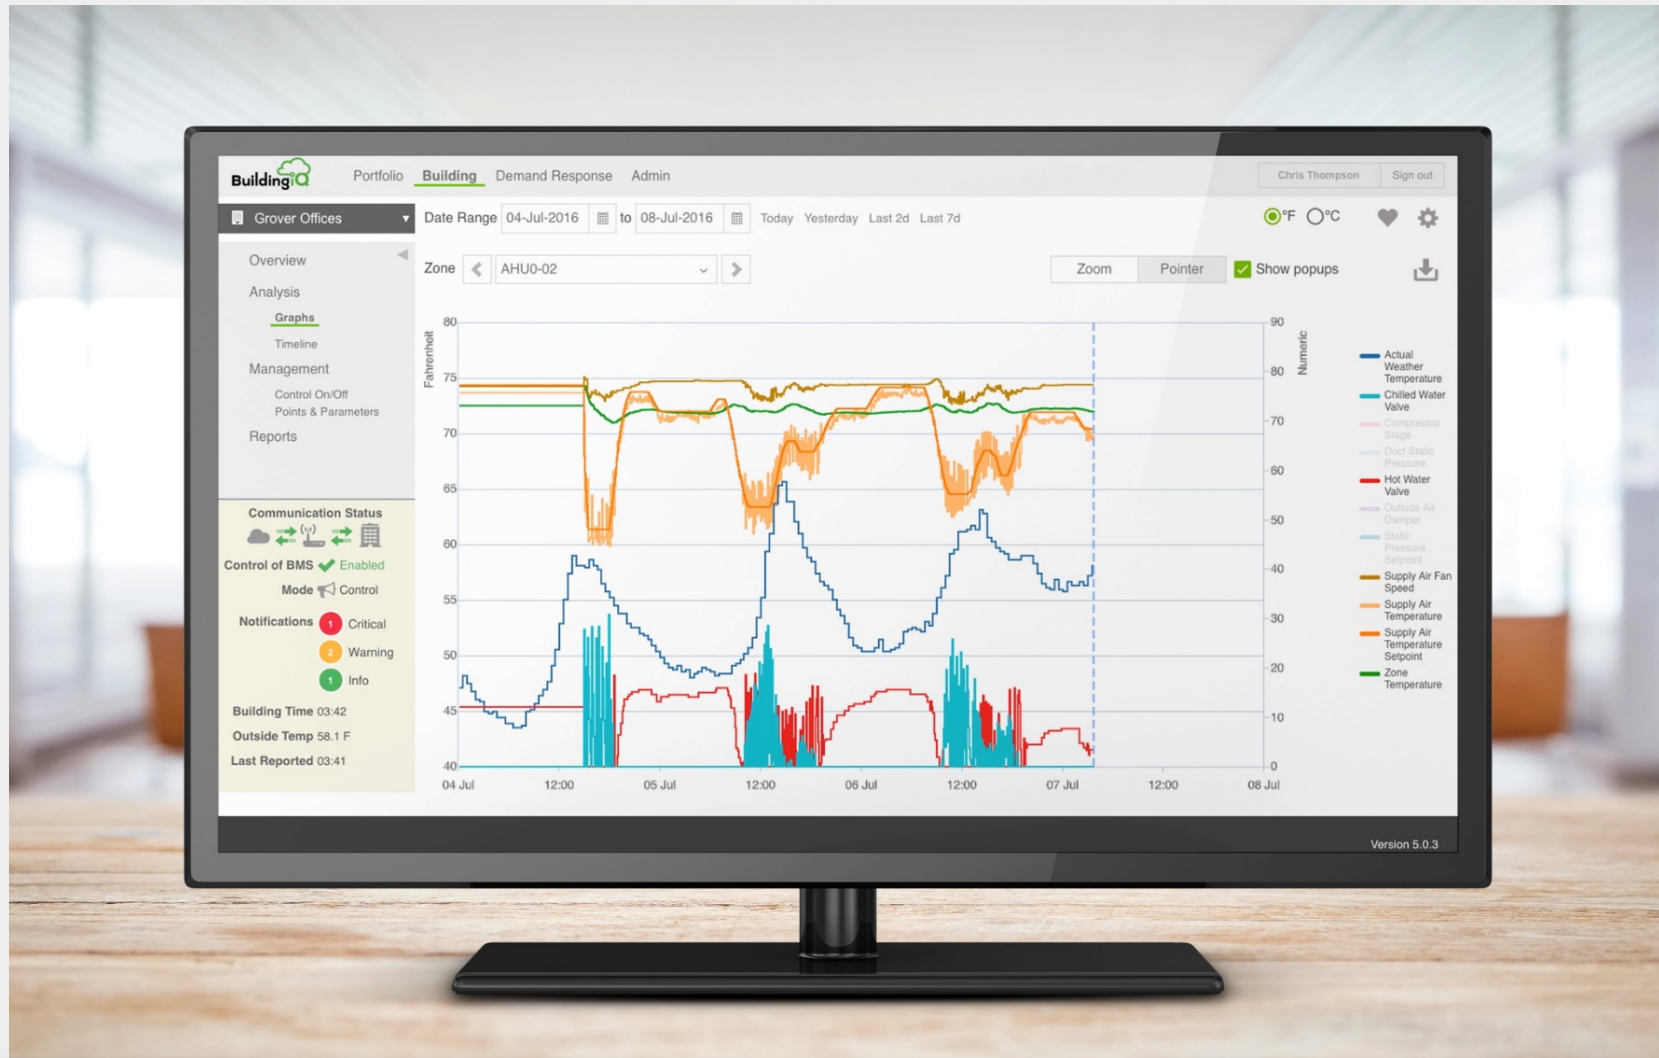 BuildingIQ
Portfolio Building Demand Response Admin
Chris Thompson Sign out
Grover Offices
Date Range 04-Jul-2016 to 08-Jul-2016 Today Yesterday Last 2d Last 7d
°F °C
Overview
Analysis
Graphs
Timeline
Management
Control On/Off
Points & Parameters
Reports
Zone AHU0-02
Zoom Pointer Show popups
Communication Status
Control of BMS Enabled
Mode Control
Notifications 1 Critical
2 Warning
1 Info
Building Time 03:42
Outside Temp 58.1 F
Last Reported 03:41
Fahrenheit
80
75
70
65
60
55
50
45
40
04 Jul 12:00 05 Jul 12:00 06 Jul 12:00 07 Jul 12:00 08 Jul
90
80
70
60
50
40
30
20
10
0
Numeric
Actual
Weather
Temperature
Chilled Water
Valve
Compressor
Stage
Duct Static
Pressure
Hot Water
Valve
Outside Air
Damper
Static
Pressure
Setpoint
Supply Air Fan
Speed
Supply Air
Temperature
Supply Air
Temperature
Setpoint
Zone
Temperature
Version 5.0.3